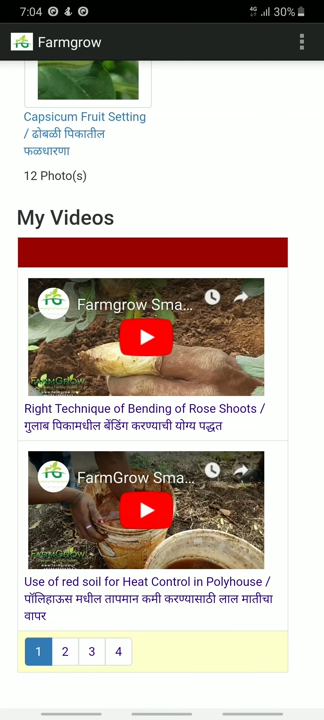 7:04
4G
30%
Farmgrow
Capsicum Fruit Setting
/ ढोबळी पिकातील
फळधारणा
12 Photo(s)
My Videos
Farmgrow Sma...
FARMGROW
Right Technique of Bending of Rose Shoots /
गुलाब पिकामधील बेंडिंग करण्याची योग्य पद्धत
FarmGrow Sma...
FARMGROW
Use of red soil for Heat Control in Polyhouse /
पॉलिहाऊस मधील तापमान कमी करण्यासाठी लाल मातीचा
वापर
1 2 3 4